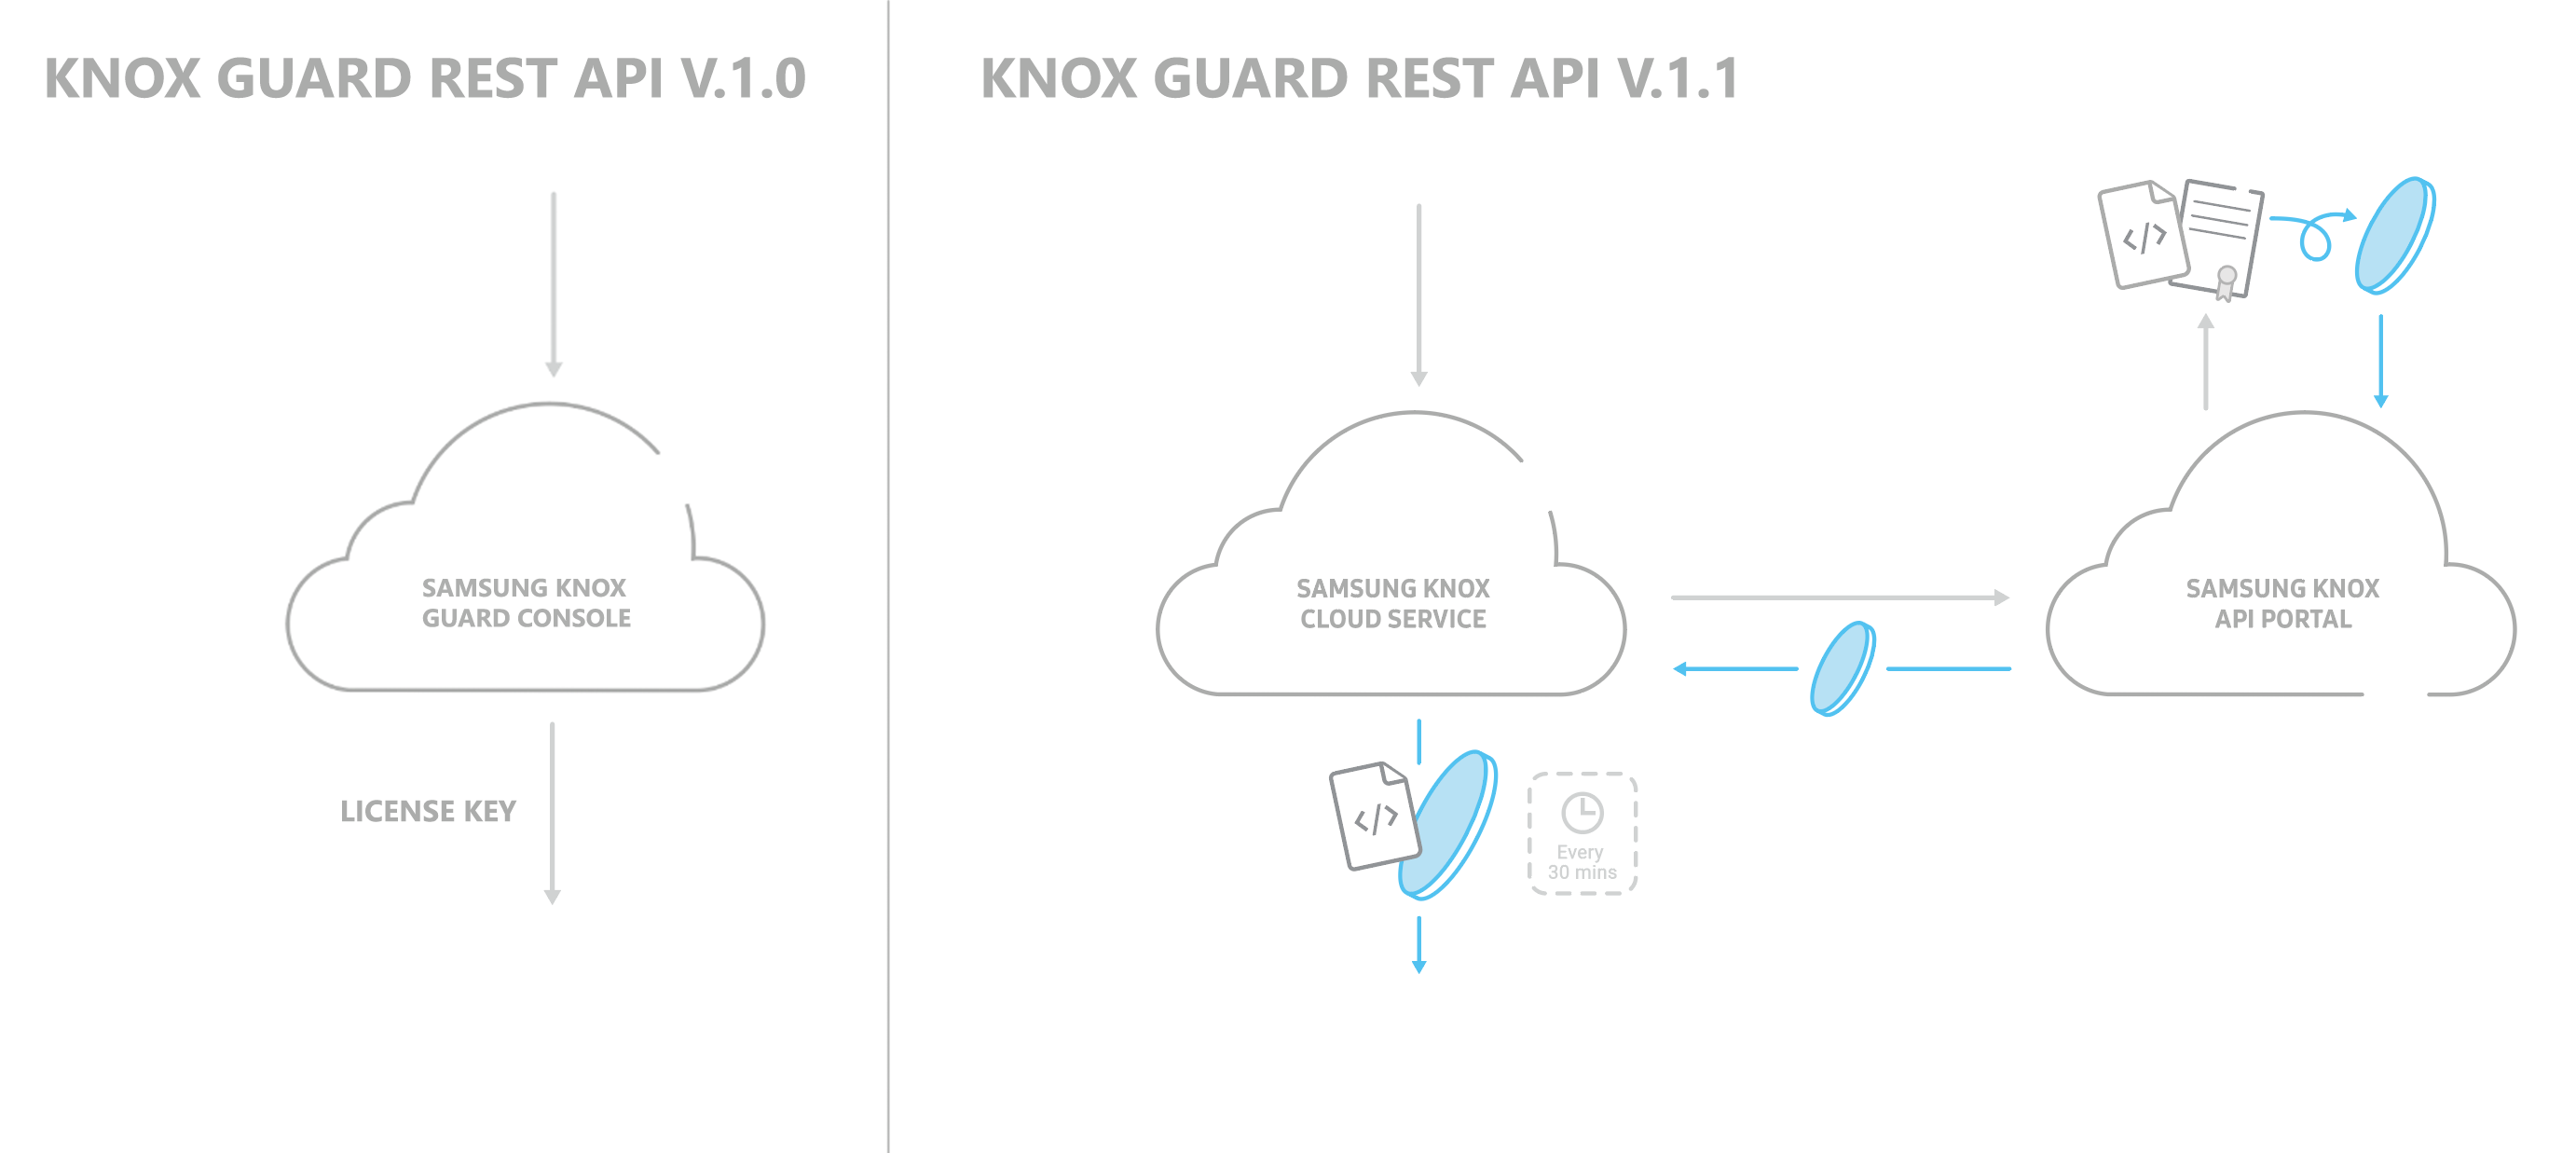 KNOX GUARD REST API V.1.0
SAMSUNG KNOX
GUARD CONSOLE
LICENSE KEY
KNOX GUARD REST API V.1.1
SAMSUNG KNOX
CLOUD SERVICE
SAMSUNG KNOX
API PORTAL
</>
</>
Every
30 mins